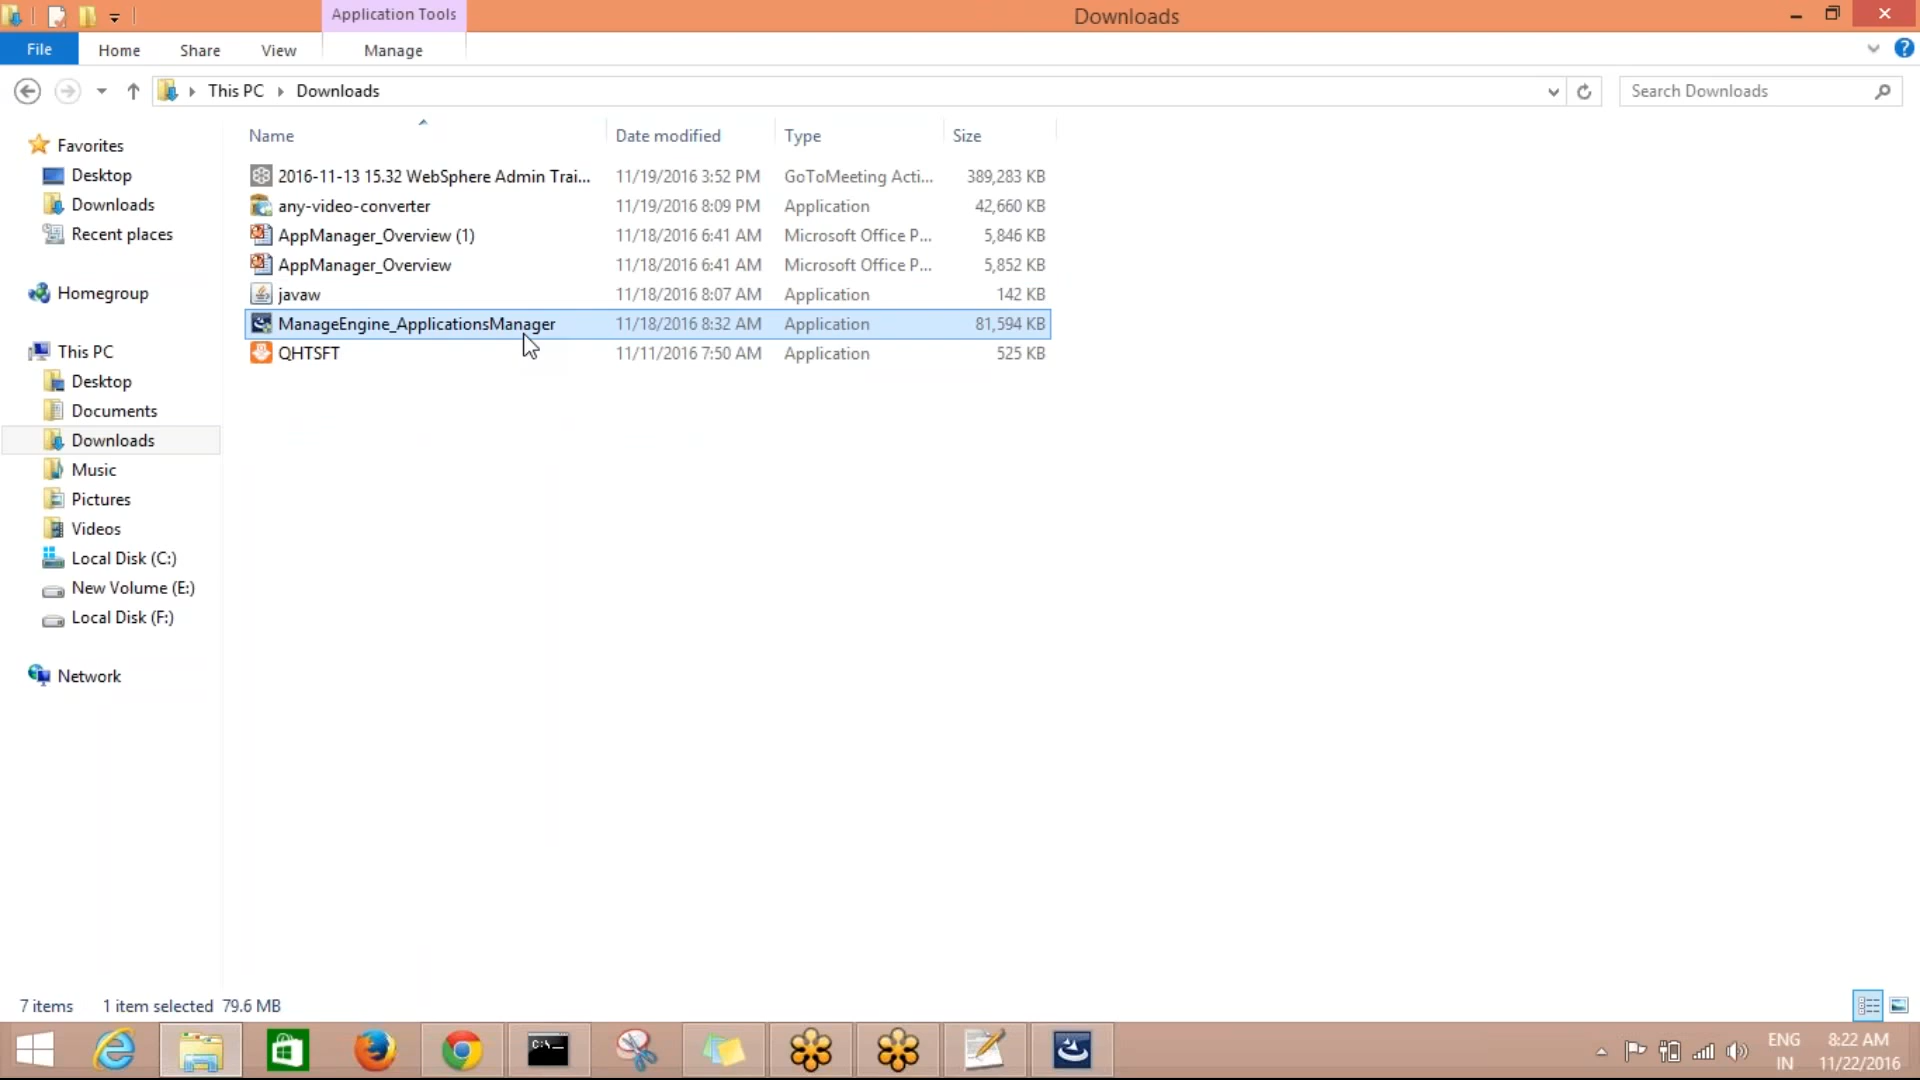 Application Tools
Downloads
File
Home
Share
View
Manage
This PC
Downloads
Search Downloads
Name
Date modified
Type
Size
Favorites
Desktop
Downloads
Recent places
Homegroup
This PC
Desktop
Documents
Downloads
Music
Pictures
Videos
Local Disk (C:)
New Volume (E:)
Local Disk (F:)
Network
2016-11-13 15.32 WebSphere Admin Trai... 11/19/2016 3:52 PM GoToMeeting Acti... 389,283 KB
any-video-converter 11/19/2016 8:09 PM Application 42,660 KB
AppManager_Overview (1) 11/18/2016 6:41 AM Microsoft Office P... 5,846 KB
AppManager_Overview 11/18/2016 6:41 AM Microsoft Office P... 5,852 KB
javaw 11/18/2016 8:07 AM Application 142 KB
ManageEngine_ApplicationsManager 11/18/2016 8:32 AM Application 81,594 KB
QHTSFT 11/11/2016 7:50 AM Application 525 KB
7 items 1 item selected 79.6 MB
C:\
ENG 8:22 AM
IN 11/22/2016